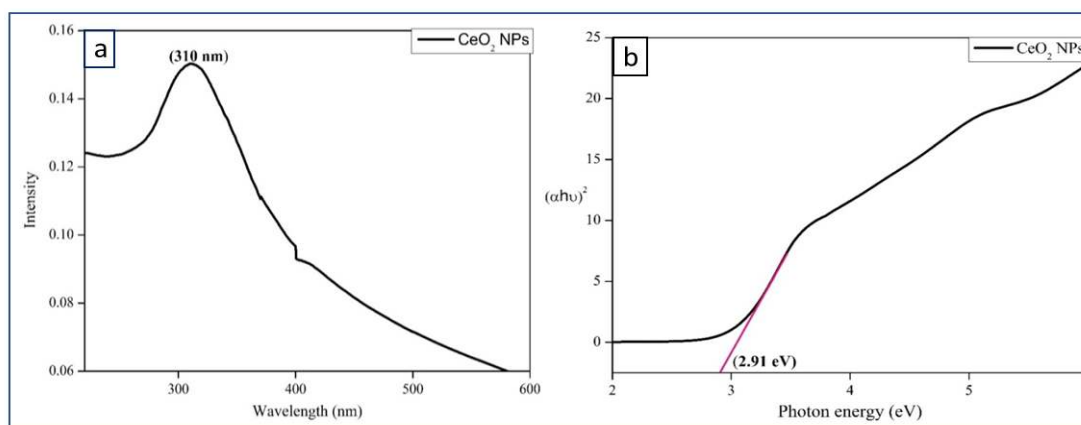 a
CeO₂ NPs
(310 nm)
0.16
0.14
0.12
0.10
0.08
0.06
Intensity
300
400
500
600
Wavelength (nm)
b
CeO₂ NPs
25
20
15
10
5
0
(αhυ)²
(2.91 eV)
2
3
4
5
Photon energy (eV)